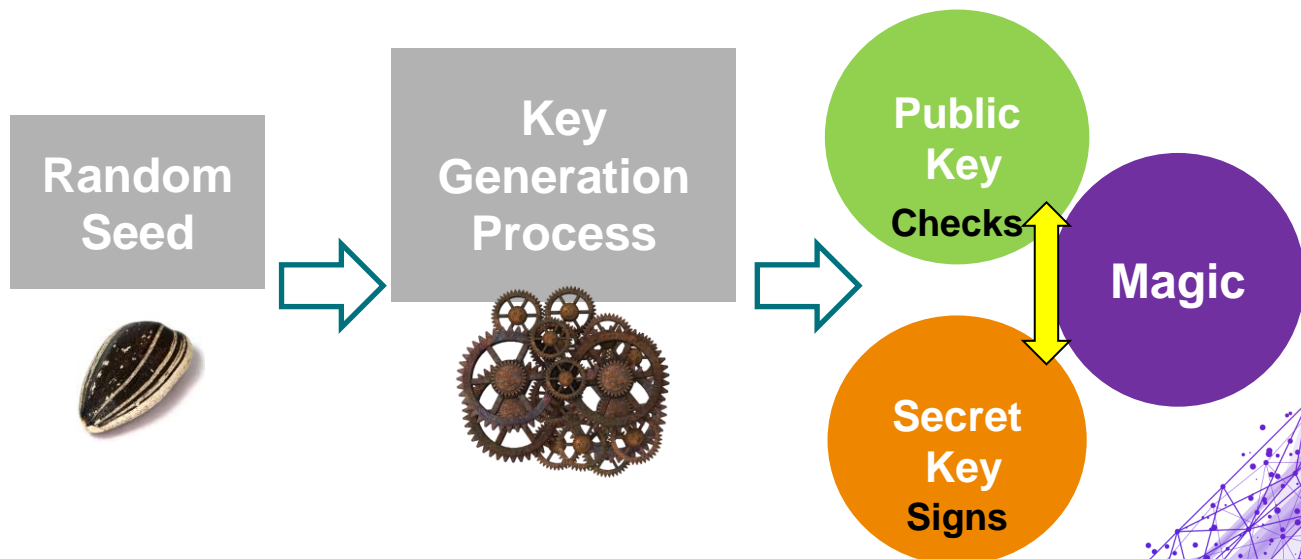 Random
Seed
Key
Generation
Process
Public
Key
Checks
Magic
Secret
Key
Signs